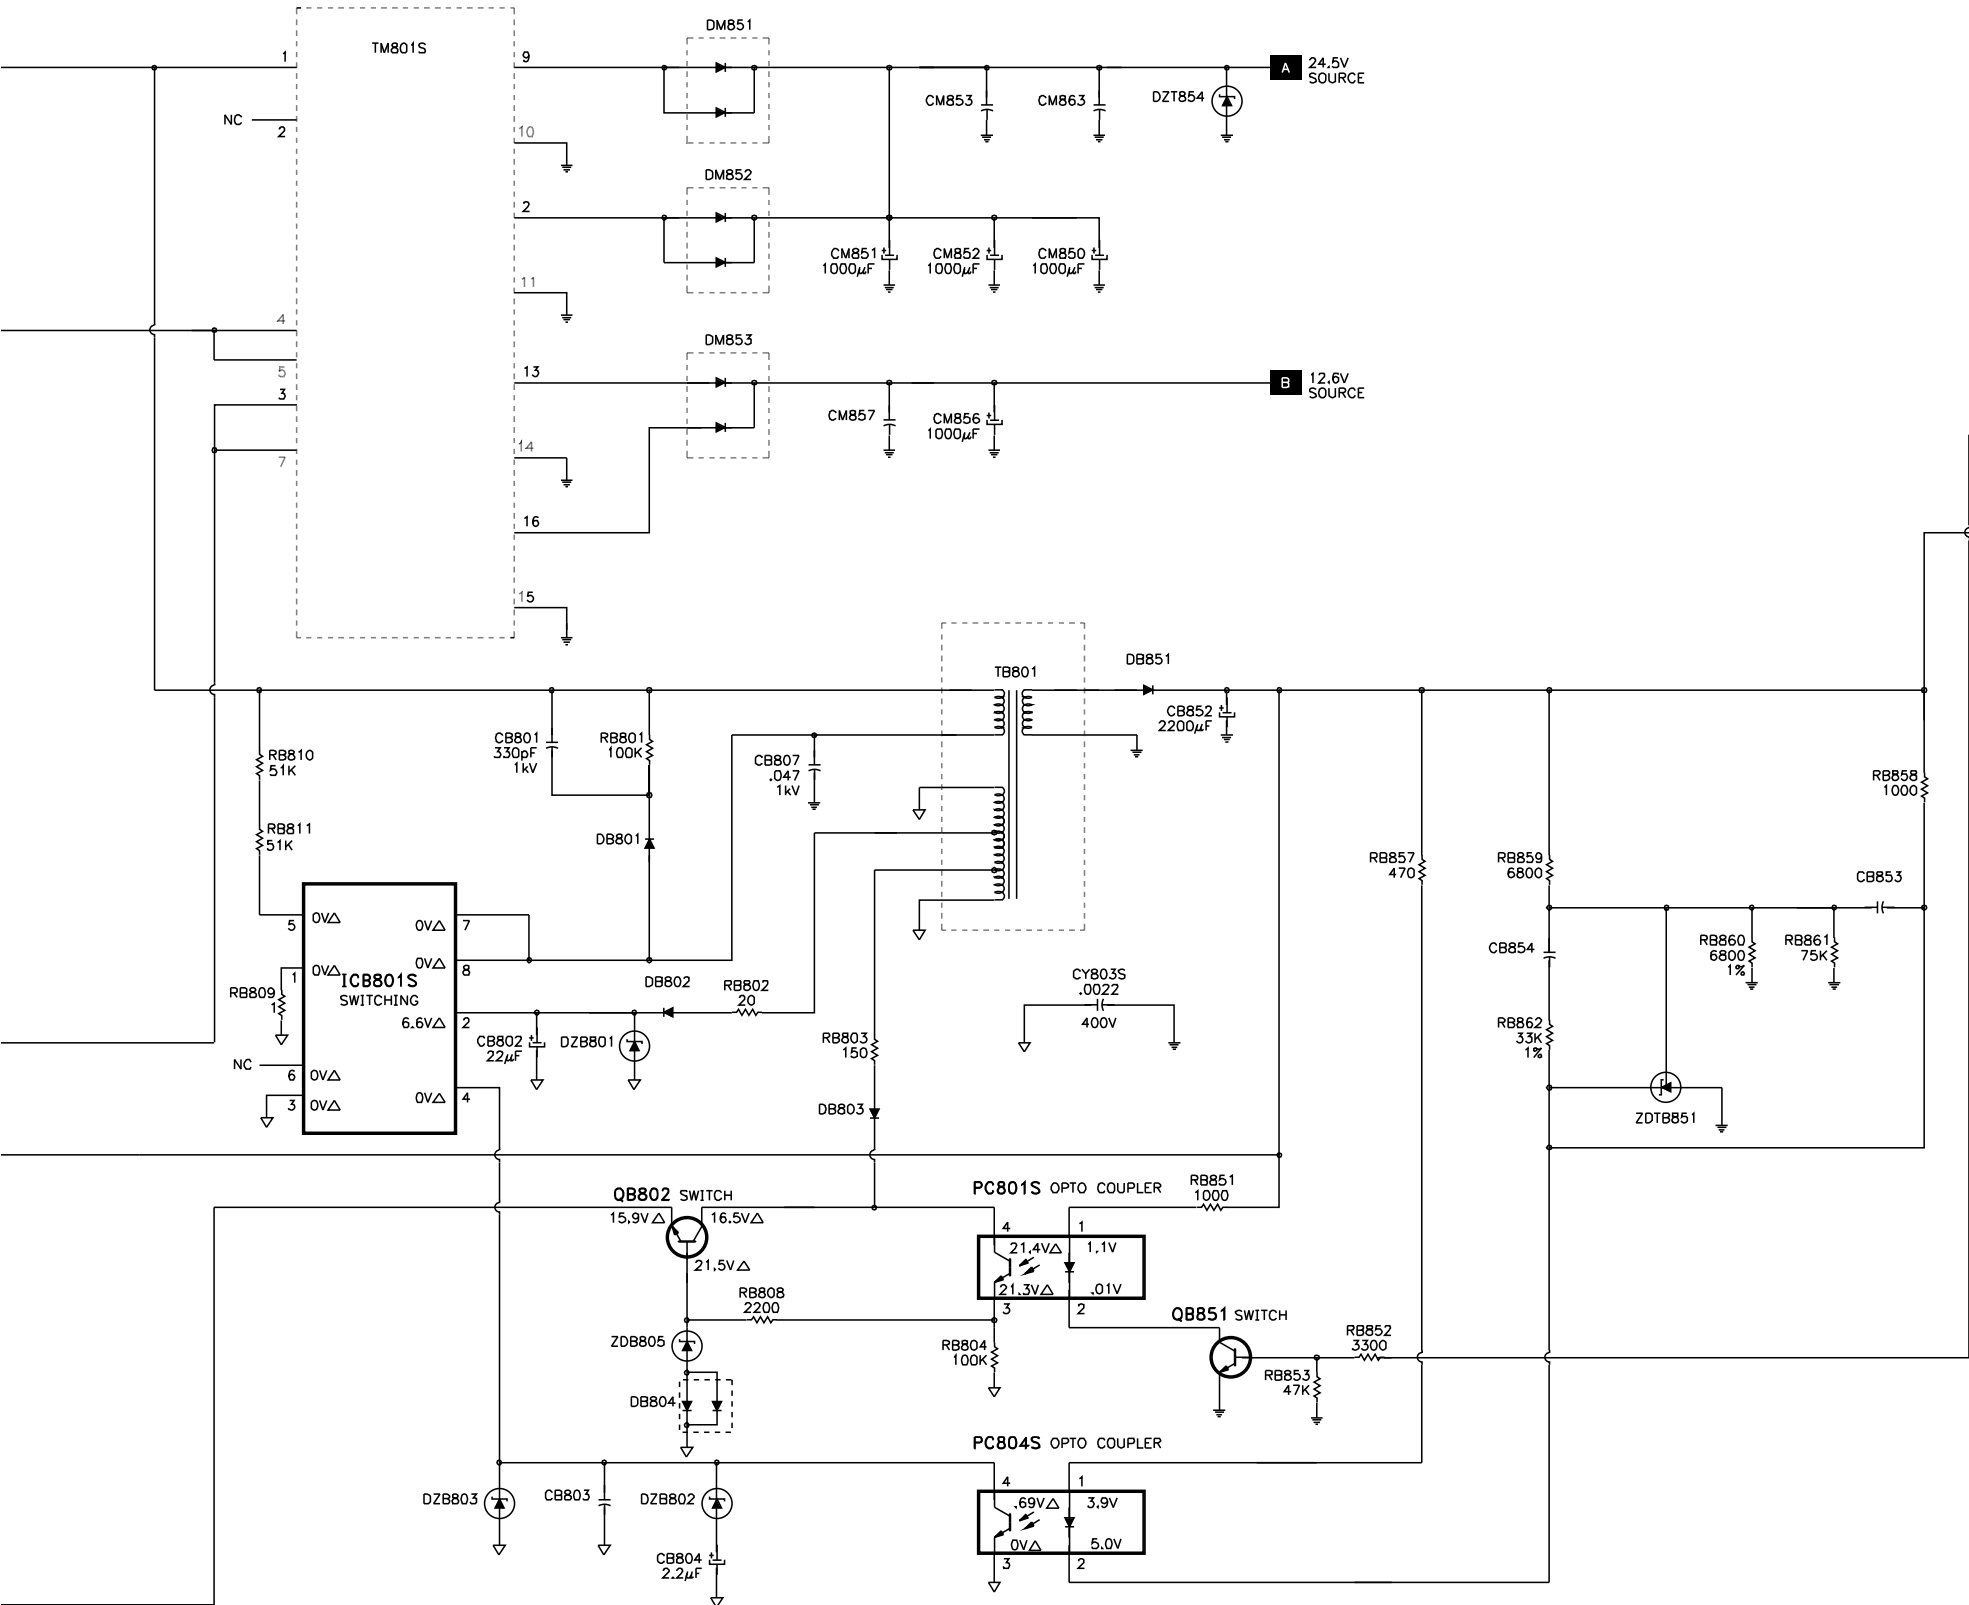 DM851
TM801S
1
9
A
24.5V
SOURCE
CM853
CM863
DZT854
NC
2
10
DM852
2
CM851
1000µF
CM852
1000µF
CM850
1000µF
11
4
DM853
5
13
B
12.6V
SOURCE
3
CM857
CM856
1000µF
14
7
16
15
TB801
DB851
CB852
2200µF
CB801
330pF
1kV
RB801
100K
RB810
51K
CB807
.047
1kV
RB858
1000
RB811
51K
DB801
RB857
470
RB859
6800
CB853
5
0V△
0V△
7
0V△
8
1
0V△
ICB801S
SWITCHING
RB809
1
6.6V△
2
NC
6
0V△
3
0V△
0V△
4
DB802
RB802
20
CB802
22µF
DZB801
CY803S
.0022
400V
RB803
150
DB803
CB854
RB860
6800
1%
RB861
75K
RB862
33K
1%
ZDTB851
QB802 SWITCH
15.9V△
16.5V△
21.5V△
PC801S OPTO COUPLER
RB851
1000
4
1
21.4V△
1.1V
21.3V△
.01V
3
2
RB808
2200
ZDB805
RB804
100K
QB851 SWITCH
RB852
3300
RB853
47K
DB804
PC804S OPTO COUPLER
4
1
.69V△
3.9V
0V△
5.0V
3
2
DZB803
CB803
DZB802
CB804
2.2µF